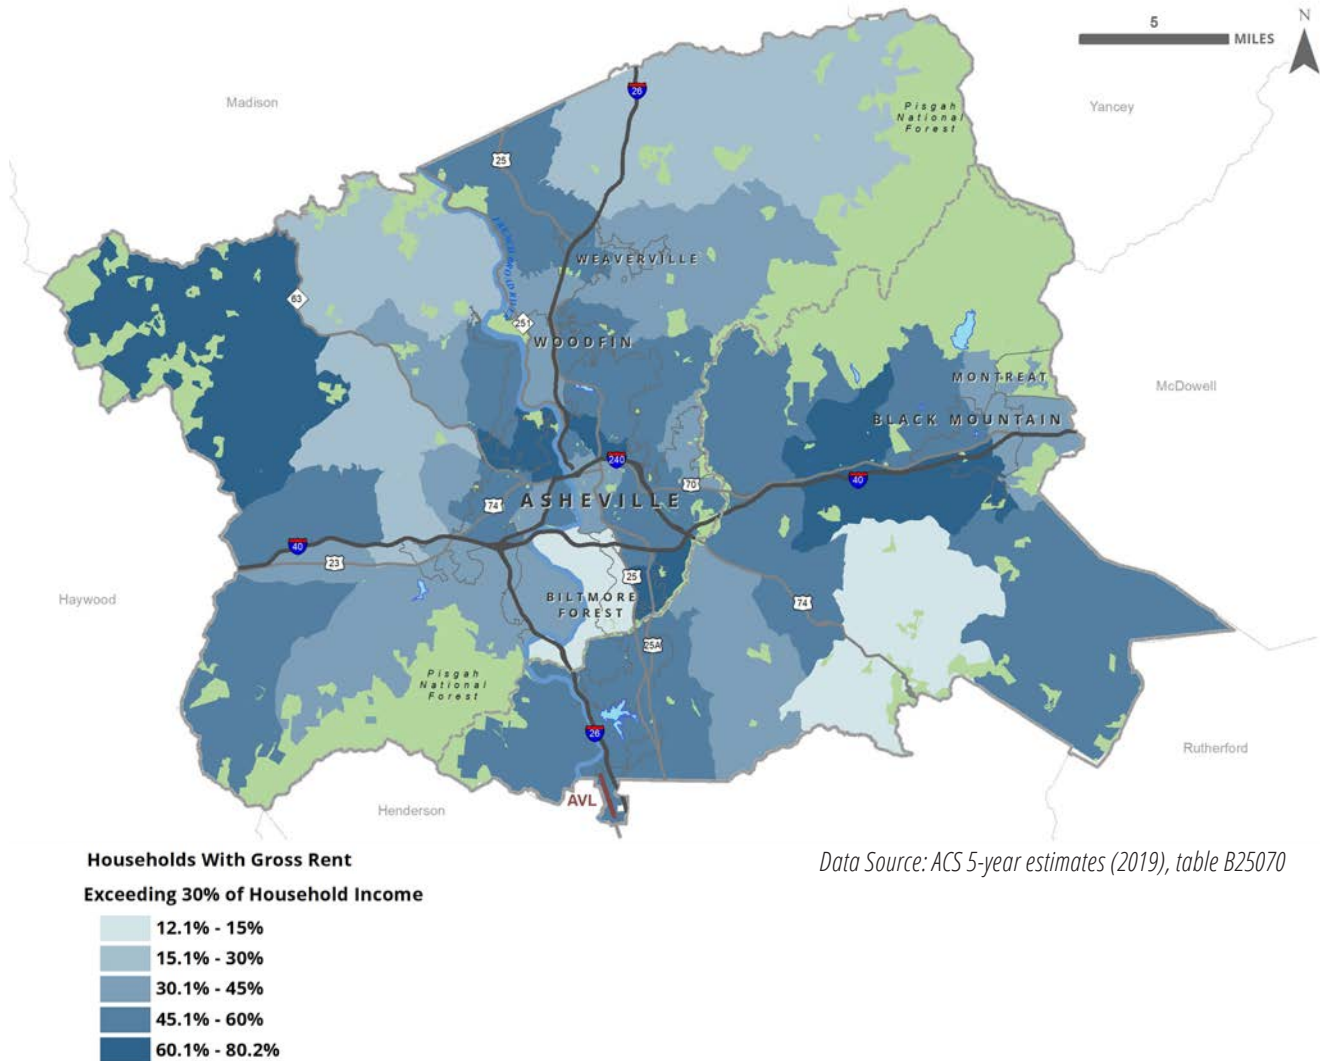 5
MILES
N
Madison
26
Pisgah
National
Forest
Yancey
25
WEAVERVILLE
63
251
WOODFIN
MONTREAT
McDowell
BLACK MOUNTAIN
240
70
40
74
ASHEVILLE
40
23
25
BILTMORE
FOREST
74
Haywood
25A
Pisgah
National
Forest
26
Rutherford
AVL
Henderson
Households With Gross Rent
Exceeding 30% of Household Income
12.1% - 15%
15.1% - 30%
30.1% - 45%
45.1% - 60%
60.1% - 80.2%
Data Source: ACS 5-year estimates (2019), table B25070